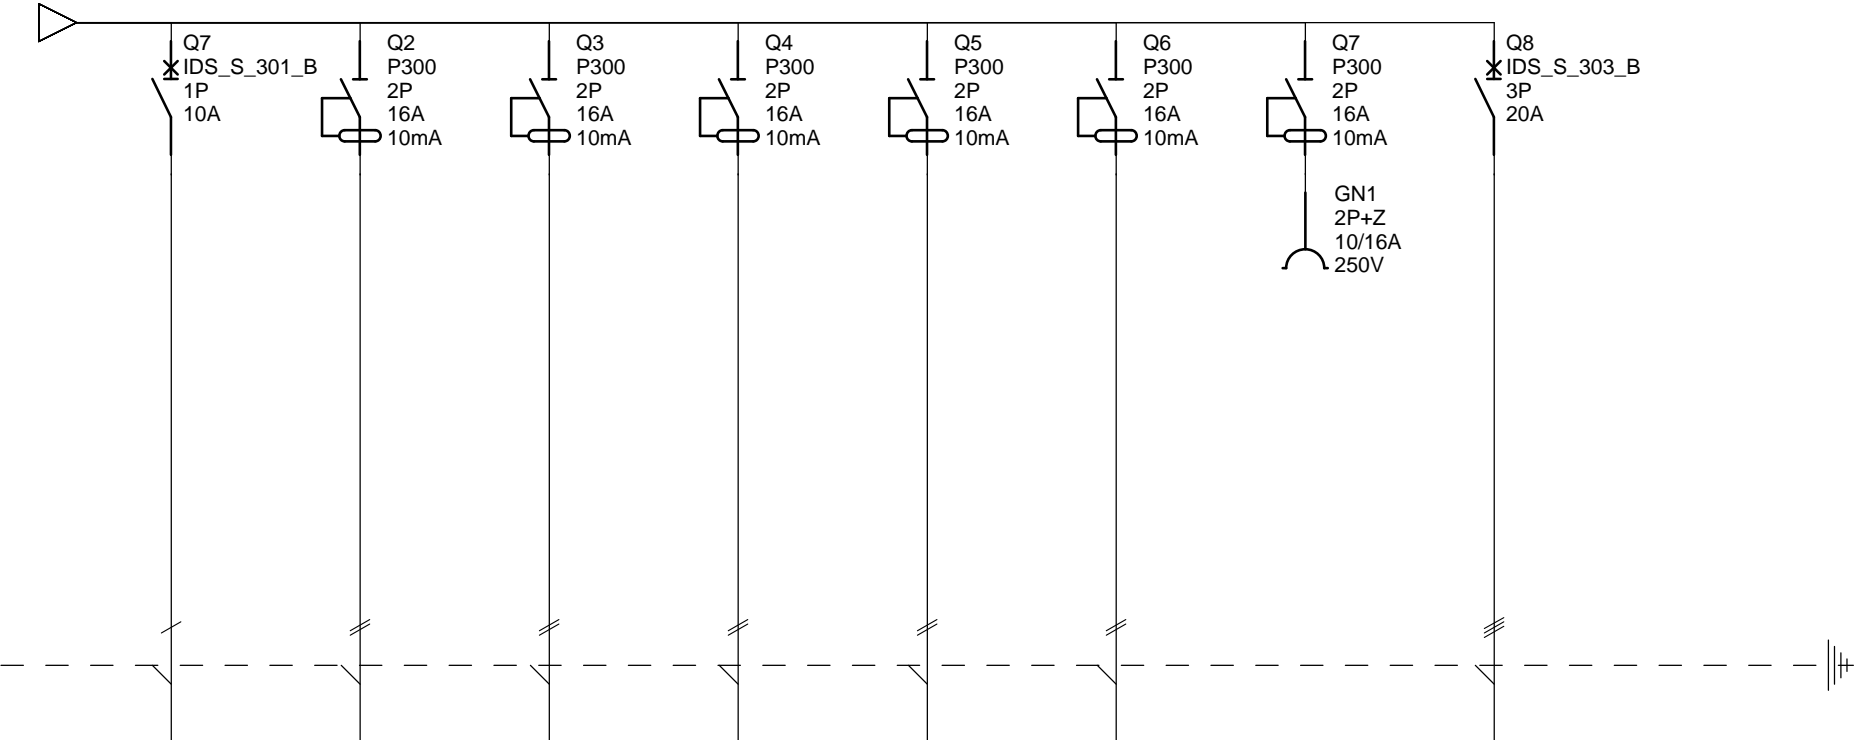 Q7
IDS_S_301_B
1P
10A
Q2
P300
2P
16A
10mA
Q3
P300
2P
16A
10mA
Q4
P300
2P
16A
10mA
Q5
P300
2P
16A
10mA
Q6
P300
2P
16A
10mA
Q7
P300
2P
16A
10mA
GN1
2P+Z
10/16A
250V
Q8
IDS_S_303_B
3P
20A